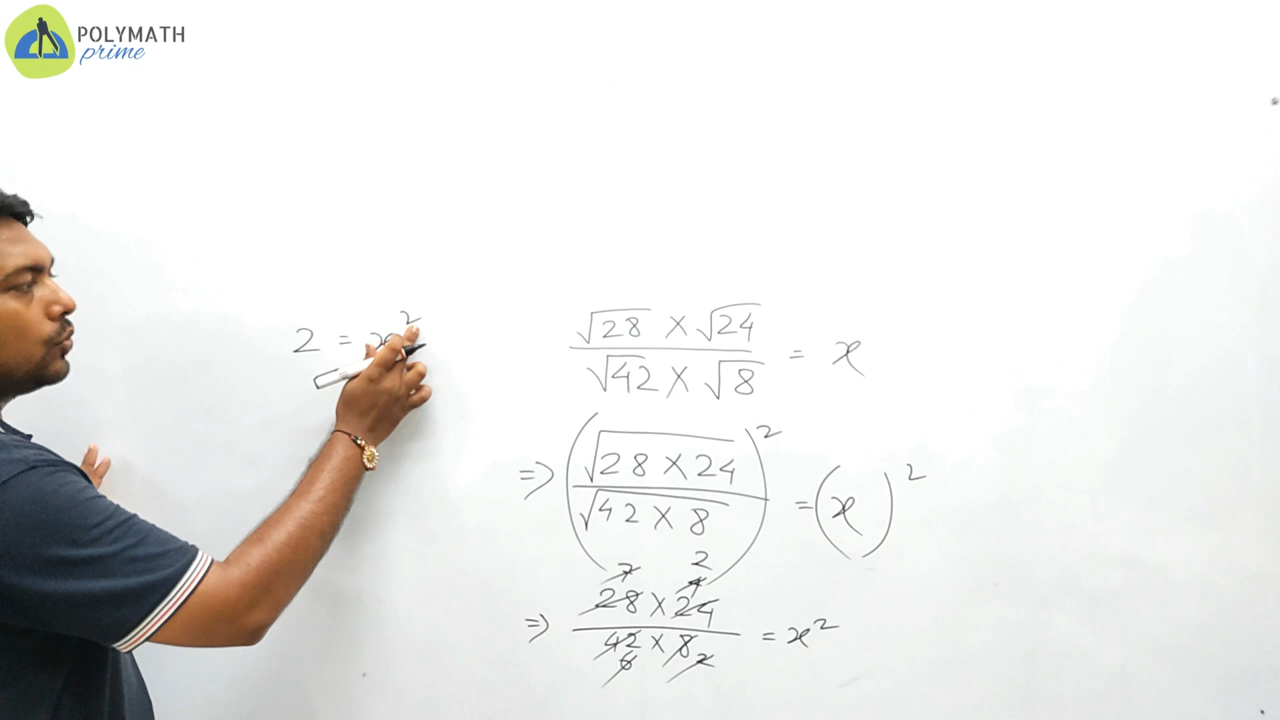 POLYMATH
prime
2 = x²
√28 × √24 / √42 × √8 = x
⇒ (√28 × 24 / √42 × 8)² = (x)²
7 2
⇒ 28 × 24 / 42 × 8 = x²
6 2